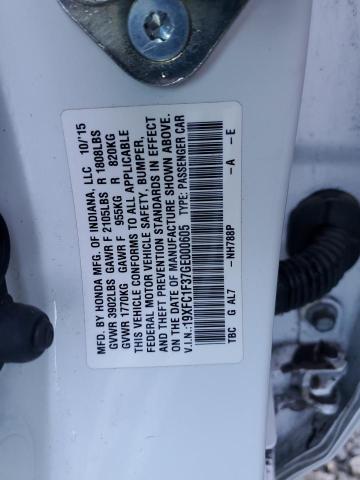 MFD. BY HONDA MFG. OF INDIANA, LLC 10/'15
GVWR 3902LBS GAWR F 2105LBS R 1808LBS
GVWR 1770KG GAWR F 955KG R 820KG
THIS VEHICLE CONFORMS TO ALL APPLICABLE
FEDERAL MOTOR VEHICLE SAFETY, BUMPER,
AND THEFT PREVENTION STANDARDS IN EFFECT
ON THE DATE OF MANUFACTURE SHOWN ABOVE.
V.I.N.:19XFC1F37GE000605 TYPE: PASSENGER CAR
TBC G AL7 -NH788P -A -E